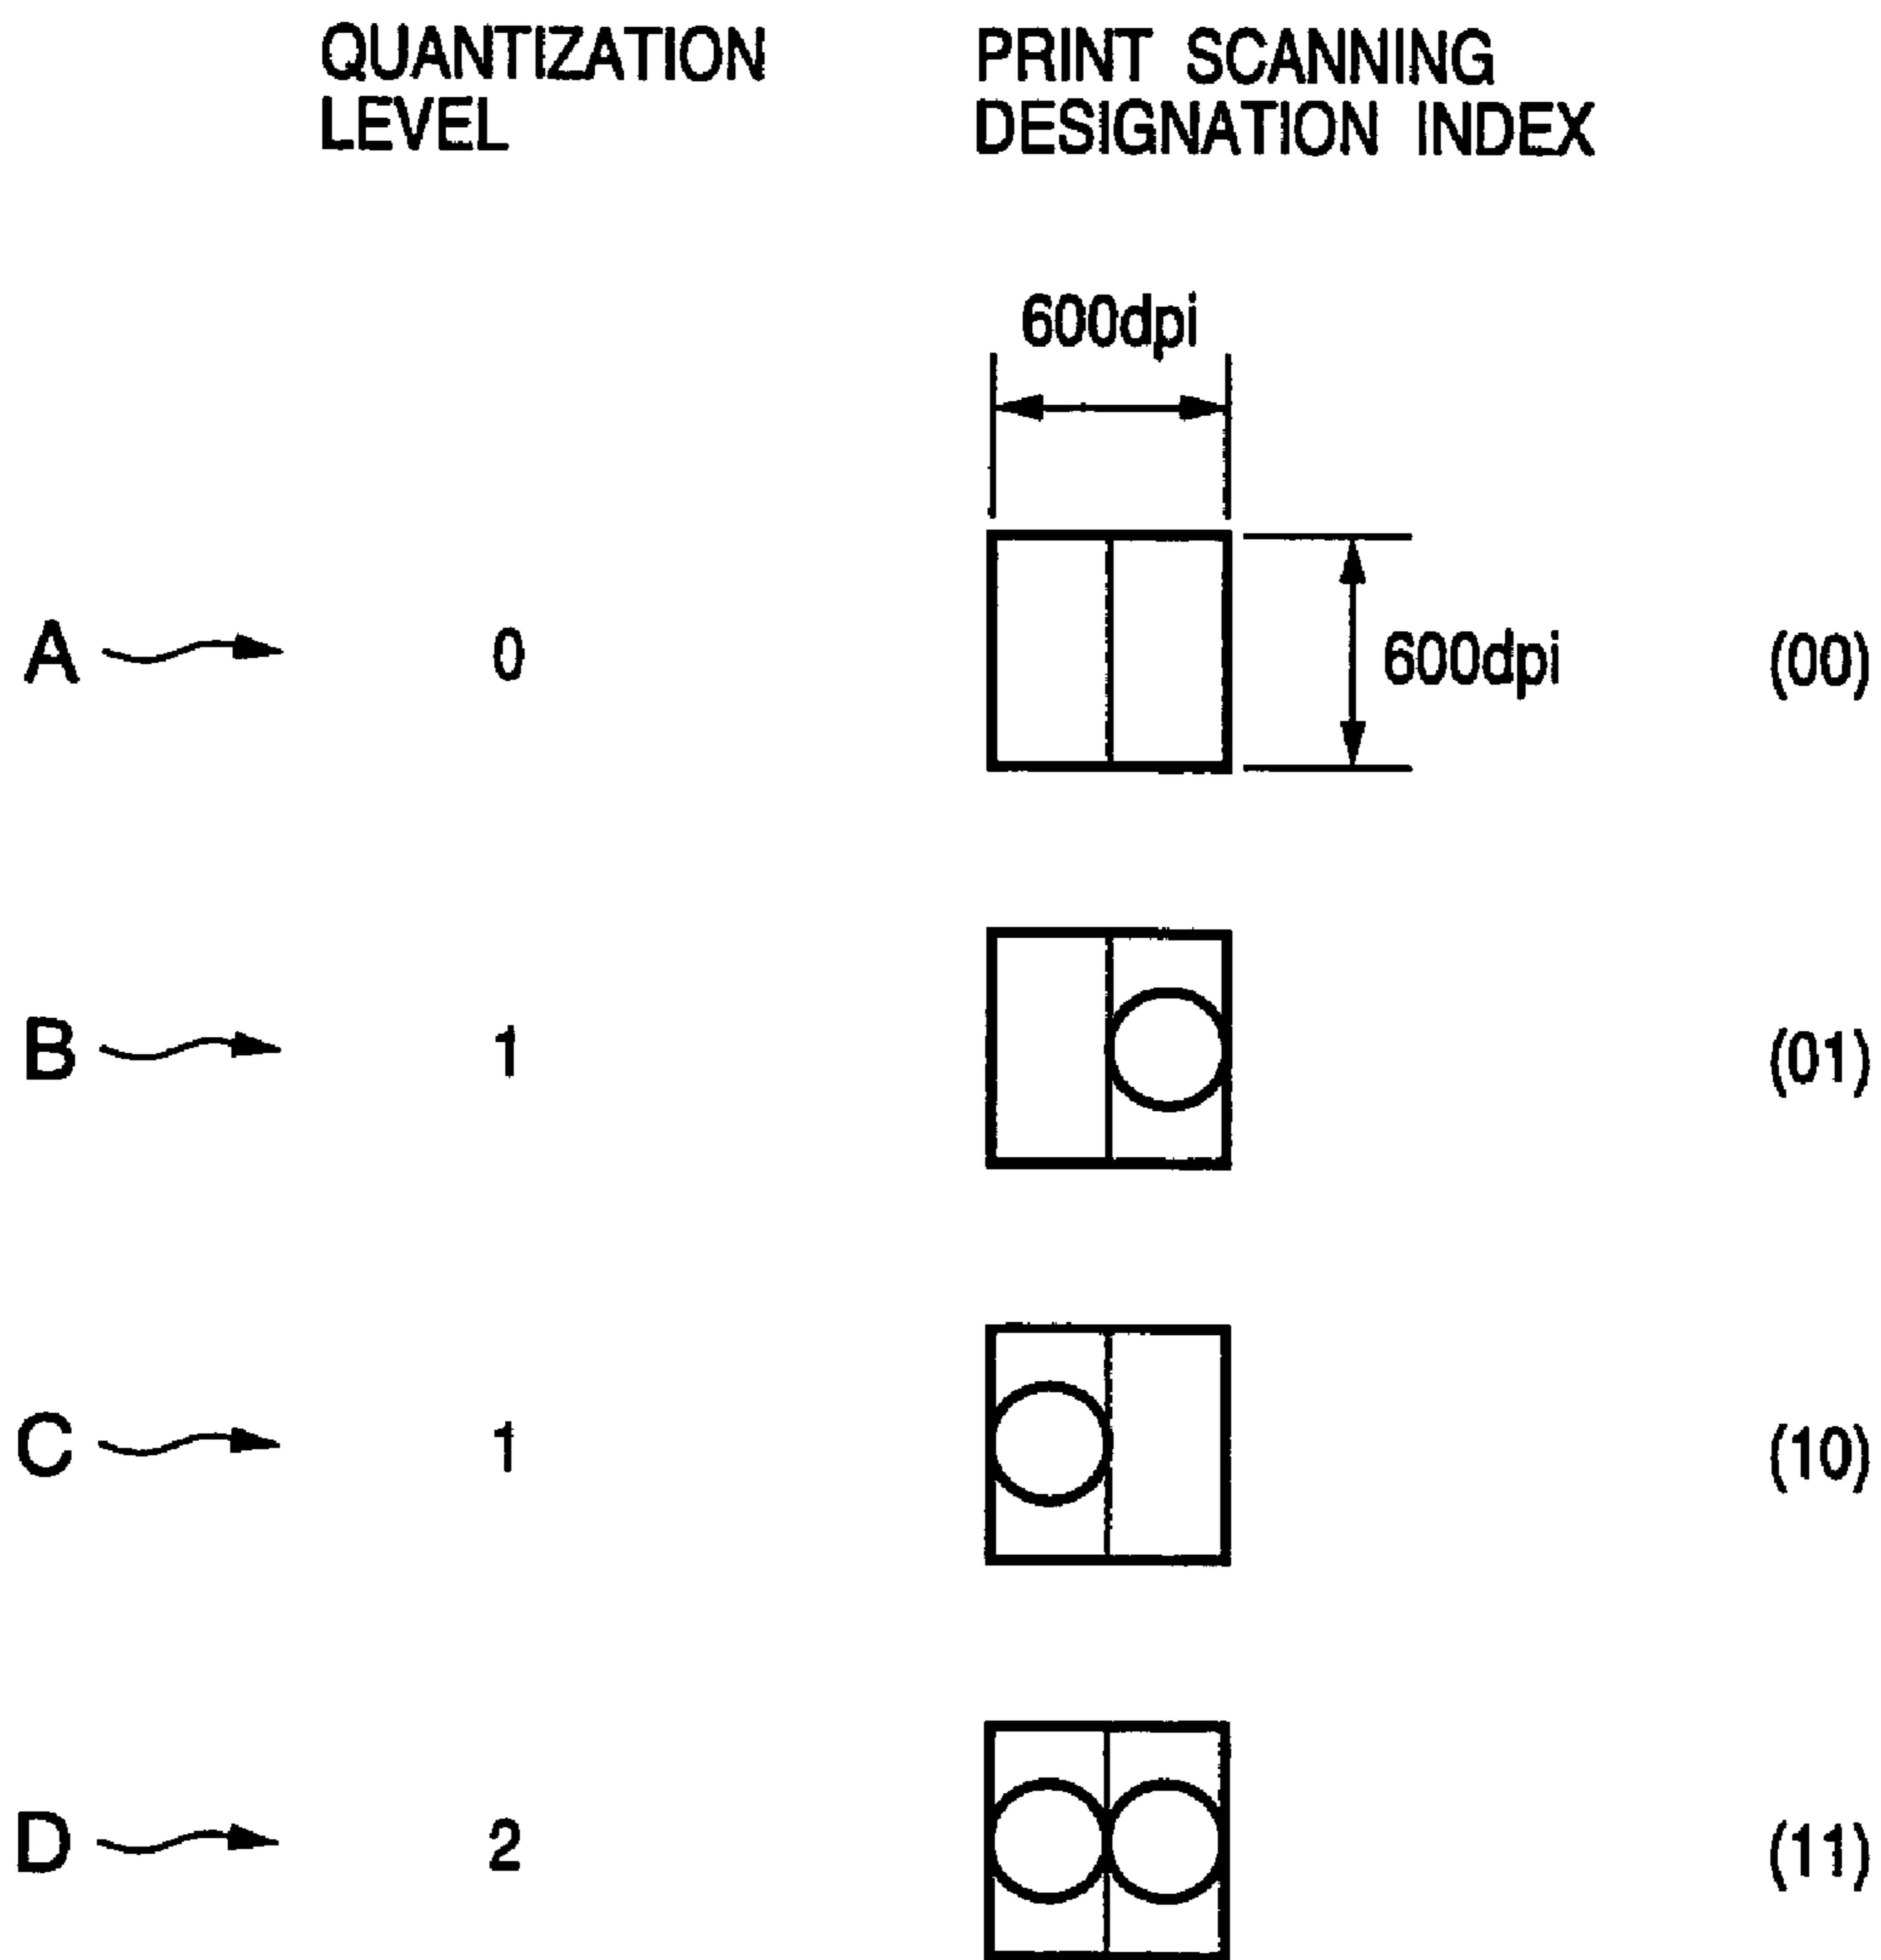 QUANTIZATION LEVEL
PRINT SCANNING DESIGNATION INDEX
600dpi
A 0 600dpi (00)
B 1 (01)
C 1 (10)
D 2 (11)